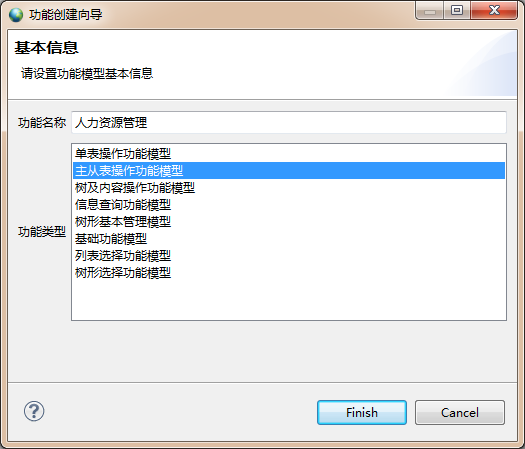 功能创建向导
基本信息
请设置功能模型基本信息
功能名称 人力资源管理
单表操作功能模型
主从表操作功能模型
树及内容操作功能模型
信息查询功能模型
树形基本管理模型
功能类型
基础功能模型
列表选择功能模型
树形选择功能模型
?
Finish Cancel